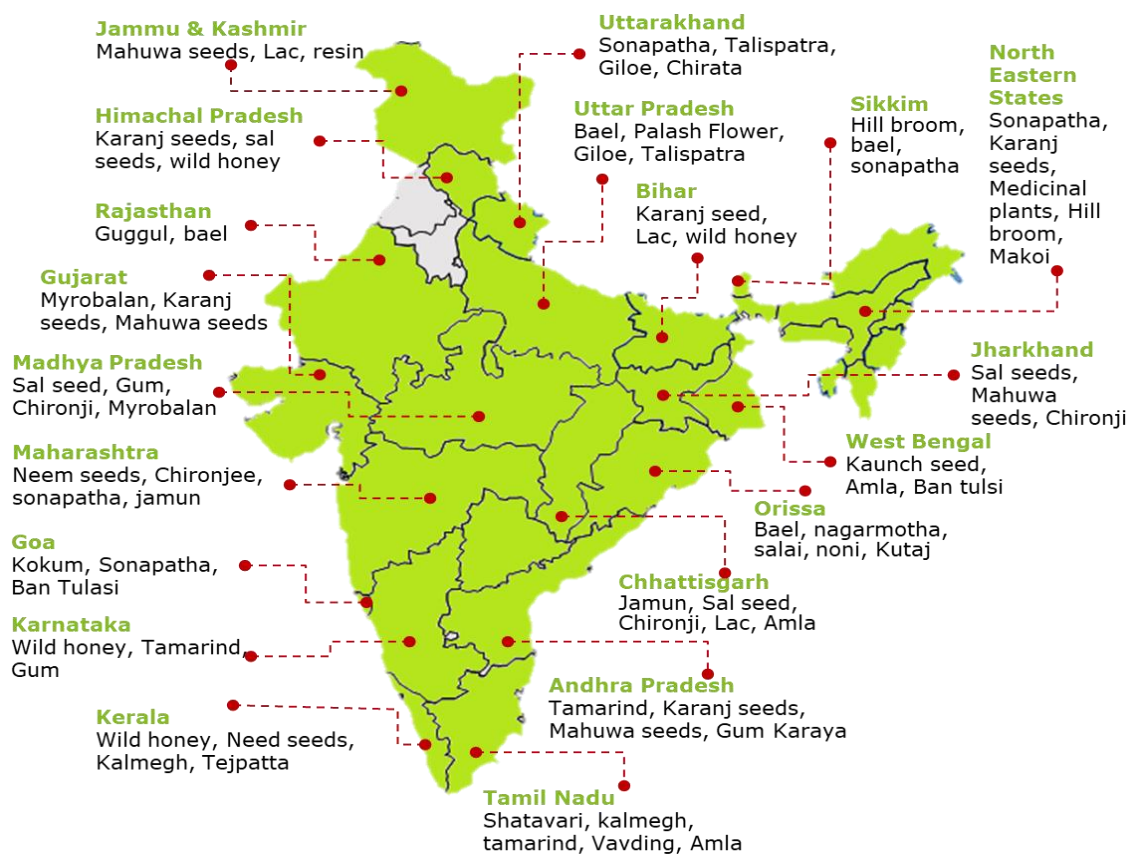 Jammu & Kashmir
Mahuwa seeds, Lac, resin
Himachal Pradesh
Karanj seeds, sal
seeds, wild honey
Rajasthan
Guggul, bael
Gujarat
Myrobalan, Karanj
seeds, Mahuwa seeds
Madhya Pradesh
Sal seed, Gum,
Chironji, Myrobalan
Maharashtra
Neem seeds, Chironjee,
sonapatha, jamun
Goa
Kokum, Sonapatha,
Ban Tulasi
Karnataka
Wild honey, Tamarind,
Gum
Kerala
Wild honey, Need seeds,
Kalmegh, Tejpatta
Uttarakhand
Sonapatha, Talispatra,
Giloe, Chirata
Uttar Pradesh
Bael, Palash Flower,
Giloe, Talispatra
Bihar
Karanj seed,
Lac, wild honey
Sikkim
Hill broom,
bael,
sonapatha
North
Eastern
States
Sonapatha,
Karanj
seeds,
Medicinal
plants, Hill
broom,
Makoi
Jharkhand
Sal seeds,
Mahuwa
seeds, Chironji
West Bengal
Kaunch seed,
Amla, Ban tulsi
Orissa
Bael, nagarmotha,
salai, noni, Kutaj
Chhattisgarh
Jamun, Sal seed,
Chironji, Lac, Amla
Andhra Pradesh
Tamarind, Karanj seeds,
Mahuwa seeds, Gum Karaya
Tamil Nadu
Shatavari, kalmegh,
tamarind, Vavding, Amla